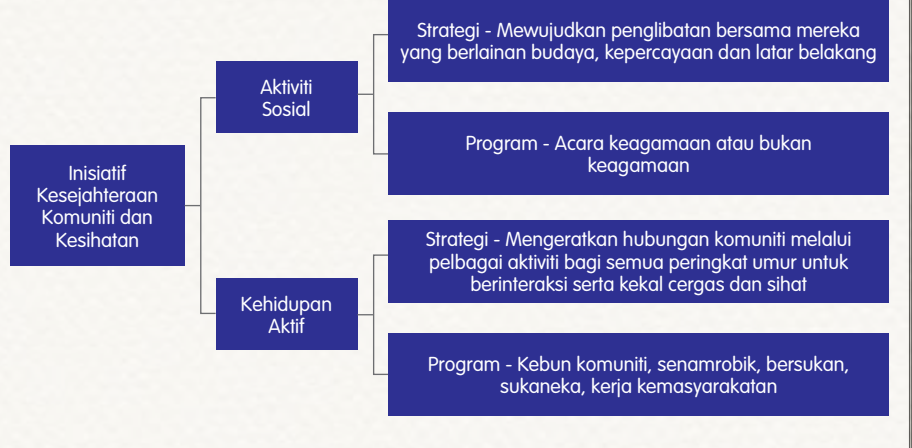 Inisiatif
Kesejahteraan
Komuniti dan
Kesihatan
Aktiviti
Sosial
Strategi - Mewujudkan penglibatan bersama mereka
yang berlainan budaya, kepercayaan dan latar belakang
Program - Acara keagamaan atau bukan
keagamaan
Kehidupan
Aktif
Strategi - Mengeratkan hubungan komuniti melalui
pelbagai aktiviti bagi semua peringkat umur untuk
berinteraksi serta kekal cergas dan sihat
Program - Kebun komuniti, senamrobik, bersukan,
sukaneka, kerja kemasyarakatan